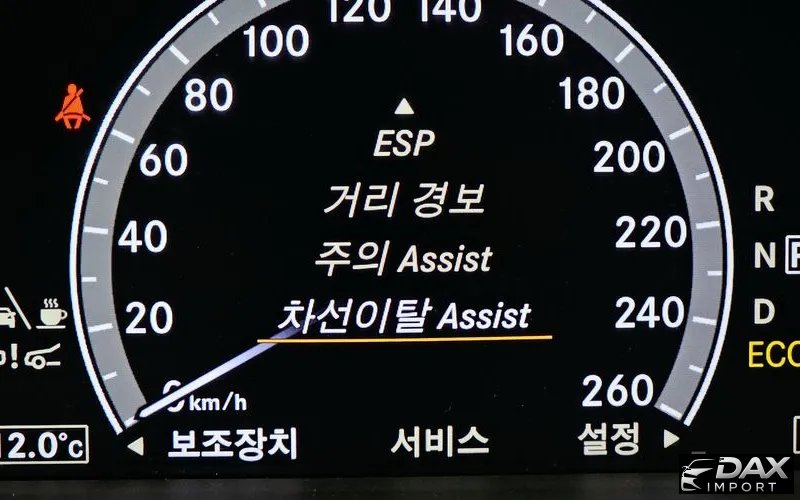 120 140
100 160
80 180
ESP
60 200
거리 경보
R
40 220
주의 Assist
N
20 240
차선이탈 Assist
D
ECO
0 km/h 260
12.0°C
보조장치 서비스 설정
DAX
IMPORT